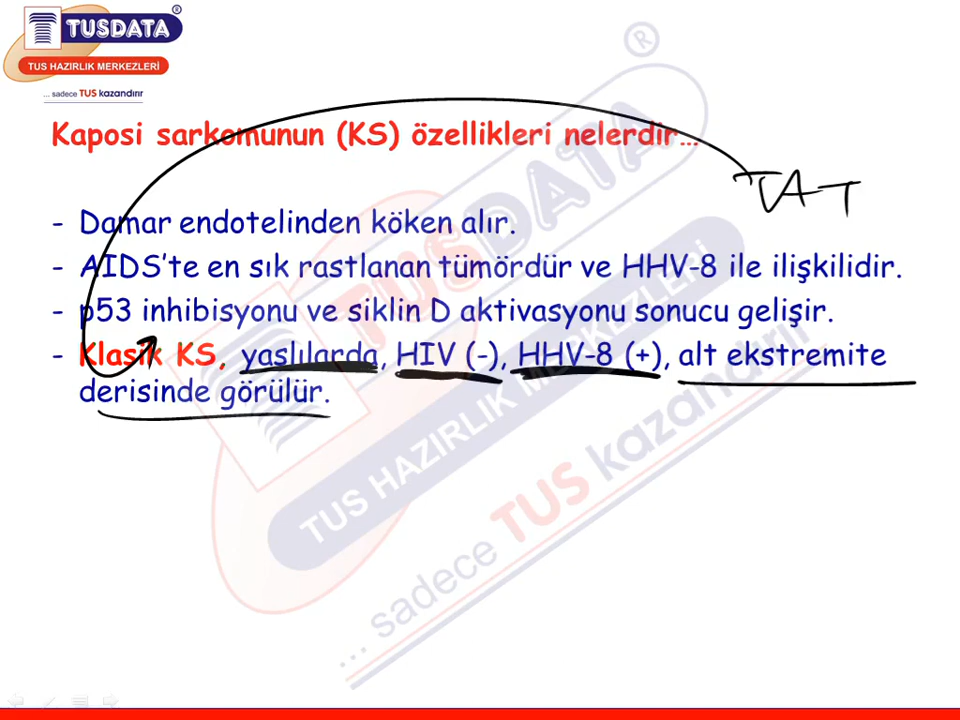 TUSDATA ®
TUS HAZIRLIK MERKEZLERİ
... sadece TUS kazandırır
Kaposi sarkomunun (KS) özellikleri nelerdir…
TAT
- Damar endotelinden köken alır.
- AIDS'te en sık rastlanan tümördür ve HHV-8 ile ilişkilidir.
- p53 inhibisyonu ve siklin D aktivasyonu sonucu gelişir.
- Klasik KS, yaşlılarda, HIV (-), HHV-8 (+), alt ekstremite
derisinde görülür.
TUSDATA ®
TUS HAZIRLIK MERKEZLERİ
... sadece TUS kazandırır